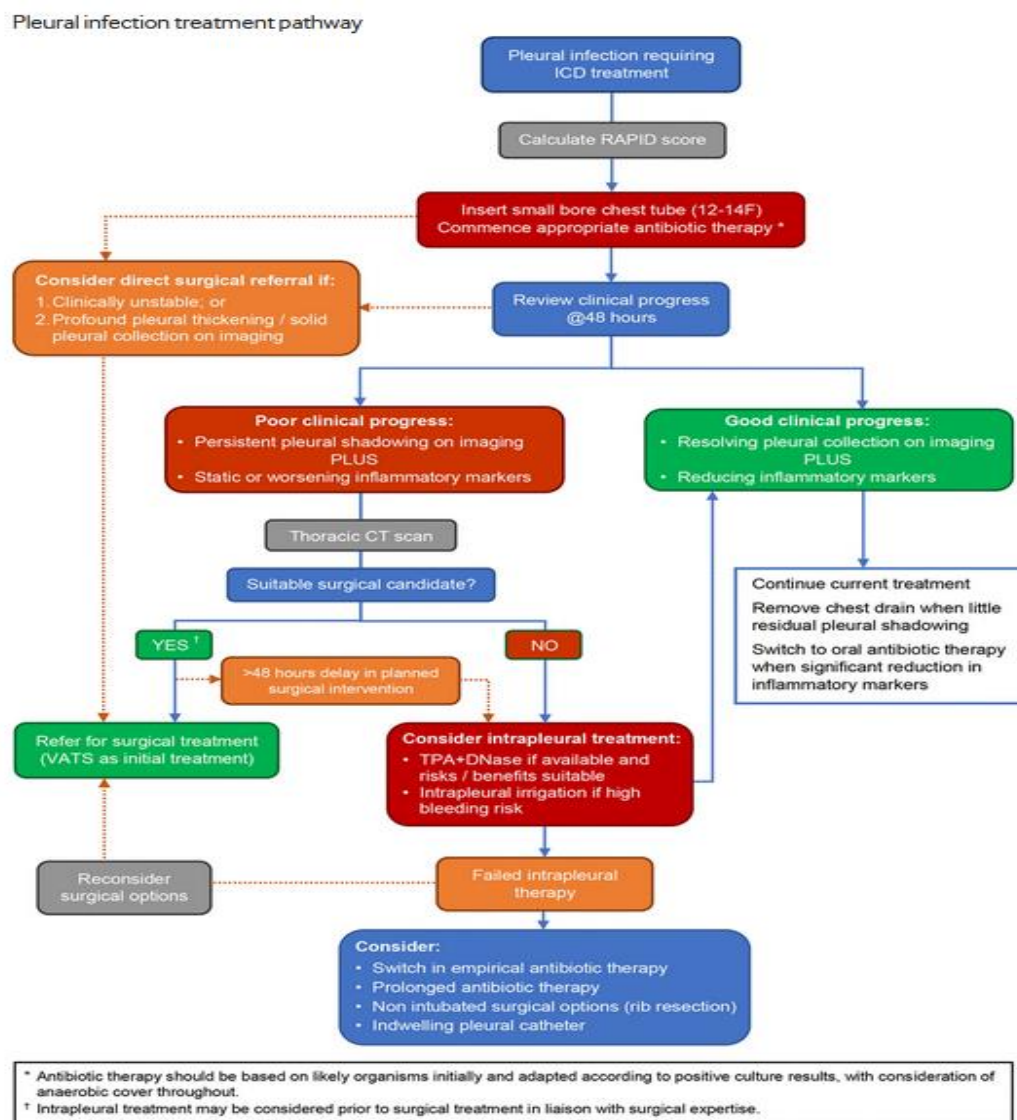 Pleural infection treatment pathway
Pleural infection requiring
ICD treatment
Calculate RAPID score
Insert small bore chest tube (12-14F)
Commence appropriate antibiotic therapy *
Consider direct surgical referral if:
1. Clinically unstable; or
2. Profound pleural thickening / solid
pleural collection on imaging
Review clinical progress
@48 hours
Poor clinical progress:
• Persistent pleural shadowing on imaging
PLUS
• Static or worsening inflammatory markers
Good clinical progress:
• Resolving pleural collection on imaging
PLUS
• Reducing inflammatory markers
Thoracic CT scan
Suitable surgical candidate?
Continue current treatment
Remove chest drain when little
residual pleural shadowing
Switch to oral antibiotic therapy
when significant reduction in
inflammatory markers
YES †
NO
>48 hours delay in planned
surgical intervention
Refer for surgical treatment
(VATS as initial treatment)
Consider intrapleural treatment:
• TPA+DNase if available and
risks / benefits suitable
• Intrapleural irrigation if high
bleeding risk
Reconsider
surgical options
Failed intrapleural
therapy
Consider:
• Switch in empirical antibiotic therapy
• Prolonged antibiotic therapy
• Non intubated surgical options (rib resection)
• Indwelling pleural catheter
* Antibiotic therapy should be based on likely organisms initially and adapted according to positive culture results, with consideration of
anaerobic cover throughout.
† Intrapleural treatment may be considered prior to surgical treatment in liaison with surgical expertise.